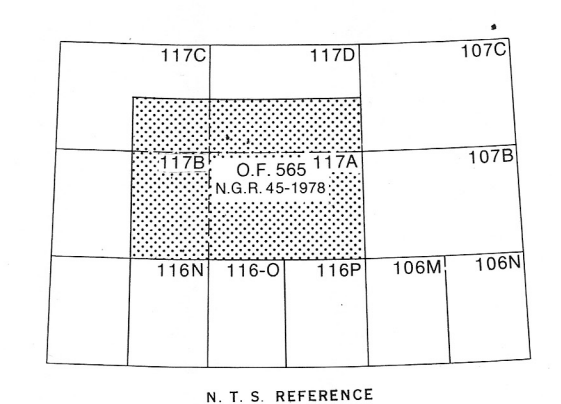 117C 117D 107C
117B 117A 107B
O.F. 565
N.G.R. 45-1978
116N 116-O 116P 106M 106N
N. T. S. REFERENCE